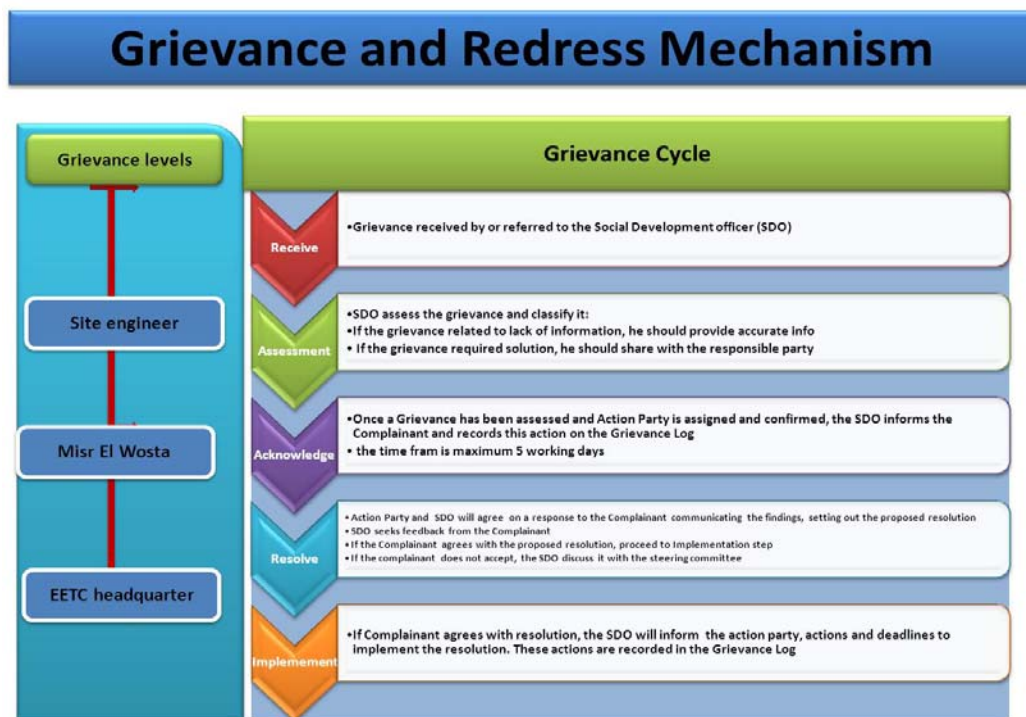 Grievance and Redress Mechanism
Grievance levels
Site engineer
Misr El Wosta
EETC headquarter
Grievance Cycle
Receive
•Grievance received by or referred to the Social Development officer (SDO)
Assessment
•SDO assess the grievance and classify it:
•If the grievance related to lack of information, he should provide accurate info
• If the grievance required solution, he should share with the responsible party
Acknowledge
•Once a Grievance has been assessed and Action Party is assigned and confirmed, the SDO informs the
Complainant and records this action on the Grievance Log
• the time fram is maximum 5 working days
Resolve
• Action Party and SDO will agree on a response to the Complainant communicating the findings, setting out the proposed resolution
• SDO seeks feedback from the Complainant
• If the Complainant agrees with the proposed resolution, proceed to Implementation step
• If the complainant does not accept, the SDO discuss it with the steering committee
Implemement
•If Complainant agrees with resolution, the SDO will inform the action party, actions and deadlines to
implement the resolution. These actions are recorded in the Grievance Log